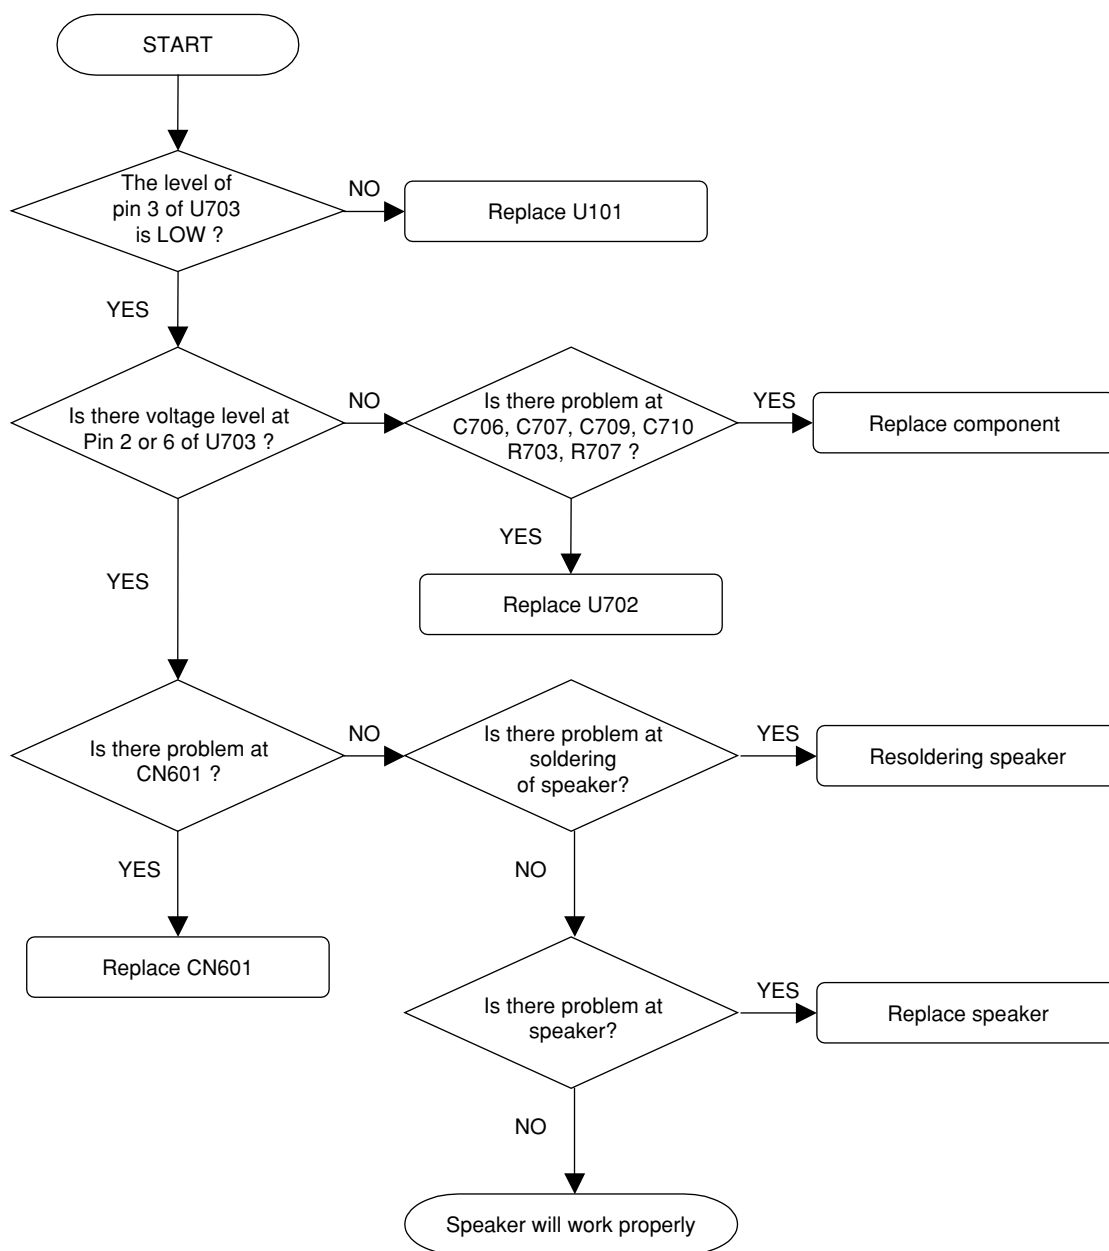 START
The level of
pin 3 of U703
is LOW ?
NO
Replace U101
YES
Is there voltage level at
Pin 2 or 6 of U703 ?
NO
Is there problem at
C706, C707, C709, C710
R703, R707 ?
YES
Replace component
YES
Replace U702
YES
Is there problem at
CN601 ?
NO
Is there problem at
soldering
of speaker?
YES
Resoldering speaker
YES
Replace CN601
NO
Is there problem at
speaker?
YES
Replace speaker
NO
Speaker will work properly